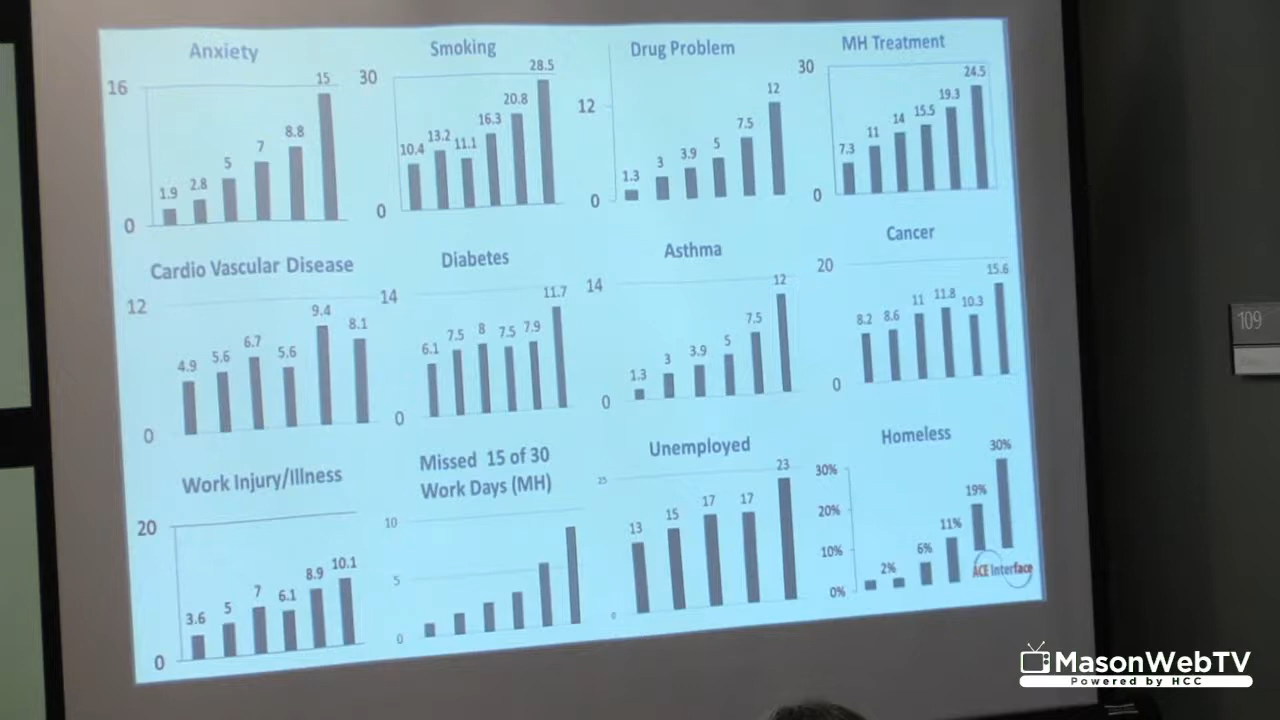 Anxiety
16
1.9 2.8 5 7 8.8 15
0
Smoking
30
10.4 13.2 11.1 16.3 20.8 28.5
0
Drug Problem
12
1.3 3 3.9 5 7.5 12
0
MH Treatment
30
7.3 11 14 15.5 19.3 24.5
0
Cardio Vascular Disease
12
4.9 5.6 6.7 5.6 9.4 8.1
0
Diabetes
14
6.1 7.5 8 7.5 7.9 11.7
0
Asthma
14
1.3 3 3.9 5 7.5 12
0
Cancer
20
8.2 8.6 11 11.8 10.3 15.6
0
Work Injury/Illness
20
3.6 5 7 6.1 8.9 10.1
0
Missed 15 of 30
Work Days (MH)
10
5
0
Unemployed
25
13 15 17 17 23
0
Homeless
30%
20%
10%
0%
2% 6% 11% 19% 30%
ACE Interface
109
MasonWebTV
Powered by HCC